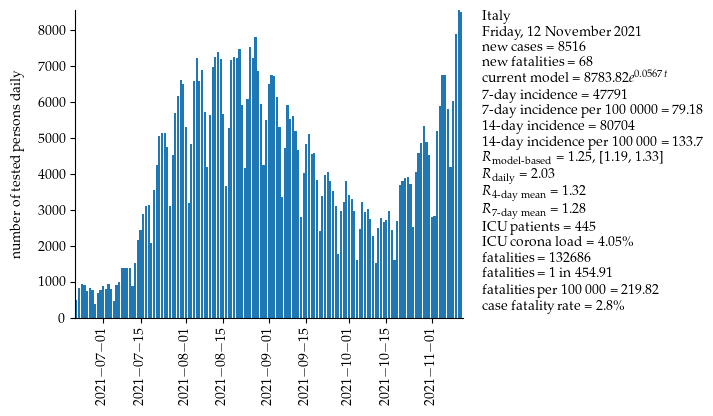 number of tested persons daily
8000
7000
6000
5000
4000
3000
2000
1000
0
2021−07−01
2021−07−15
2021−08−01
2021−08−15
2021−09−01
2021−09−15
2021−10−01
2021−10−15
2021−11−01
Italy
Friday, 12 November 2021
new cases = 8516
new fatalities = 68
current model = 8783.82e^0.0567 t
7-day incidence = 47791
7-day incidence per 100 0000 = 79.18
14-day incidence = 80704
14-day incidence per 100 000 = 133.7
R model-based = 1.25, [1.19, 1.33]
R daily = 2.03
R 4-day mean = 1.32
R 7-day mean = 1.28
ICU patients = 445
ICU corona load = 4.05%
fatalities = 132686
fatalities = 1 in 454.91
fatalities per 100 000 = 219.82
case fatality rate = 2.8%